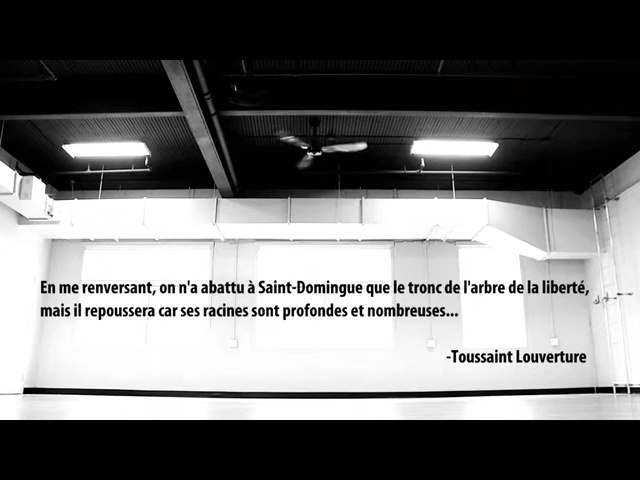 En me renversant, on n'a abattu à Saint-Domingue que le tronc de l'arbre de la liberté,
mais il repoussera car ses racines sont profondes et nombreuses...
-Toussaint Louverture